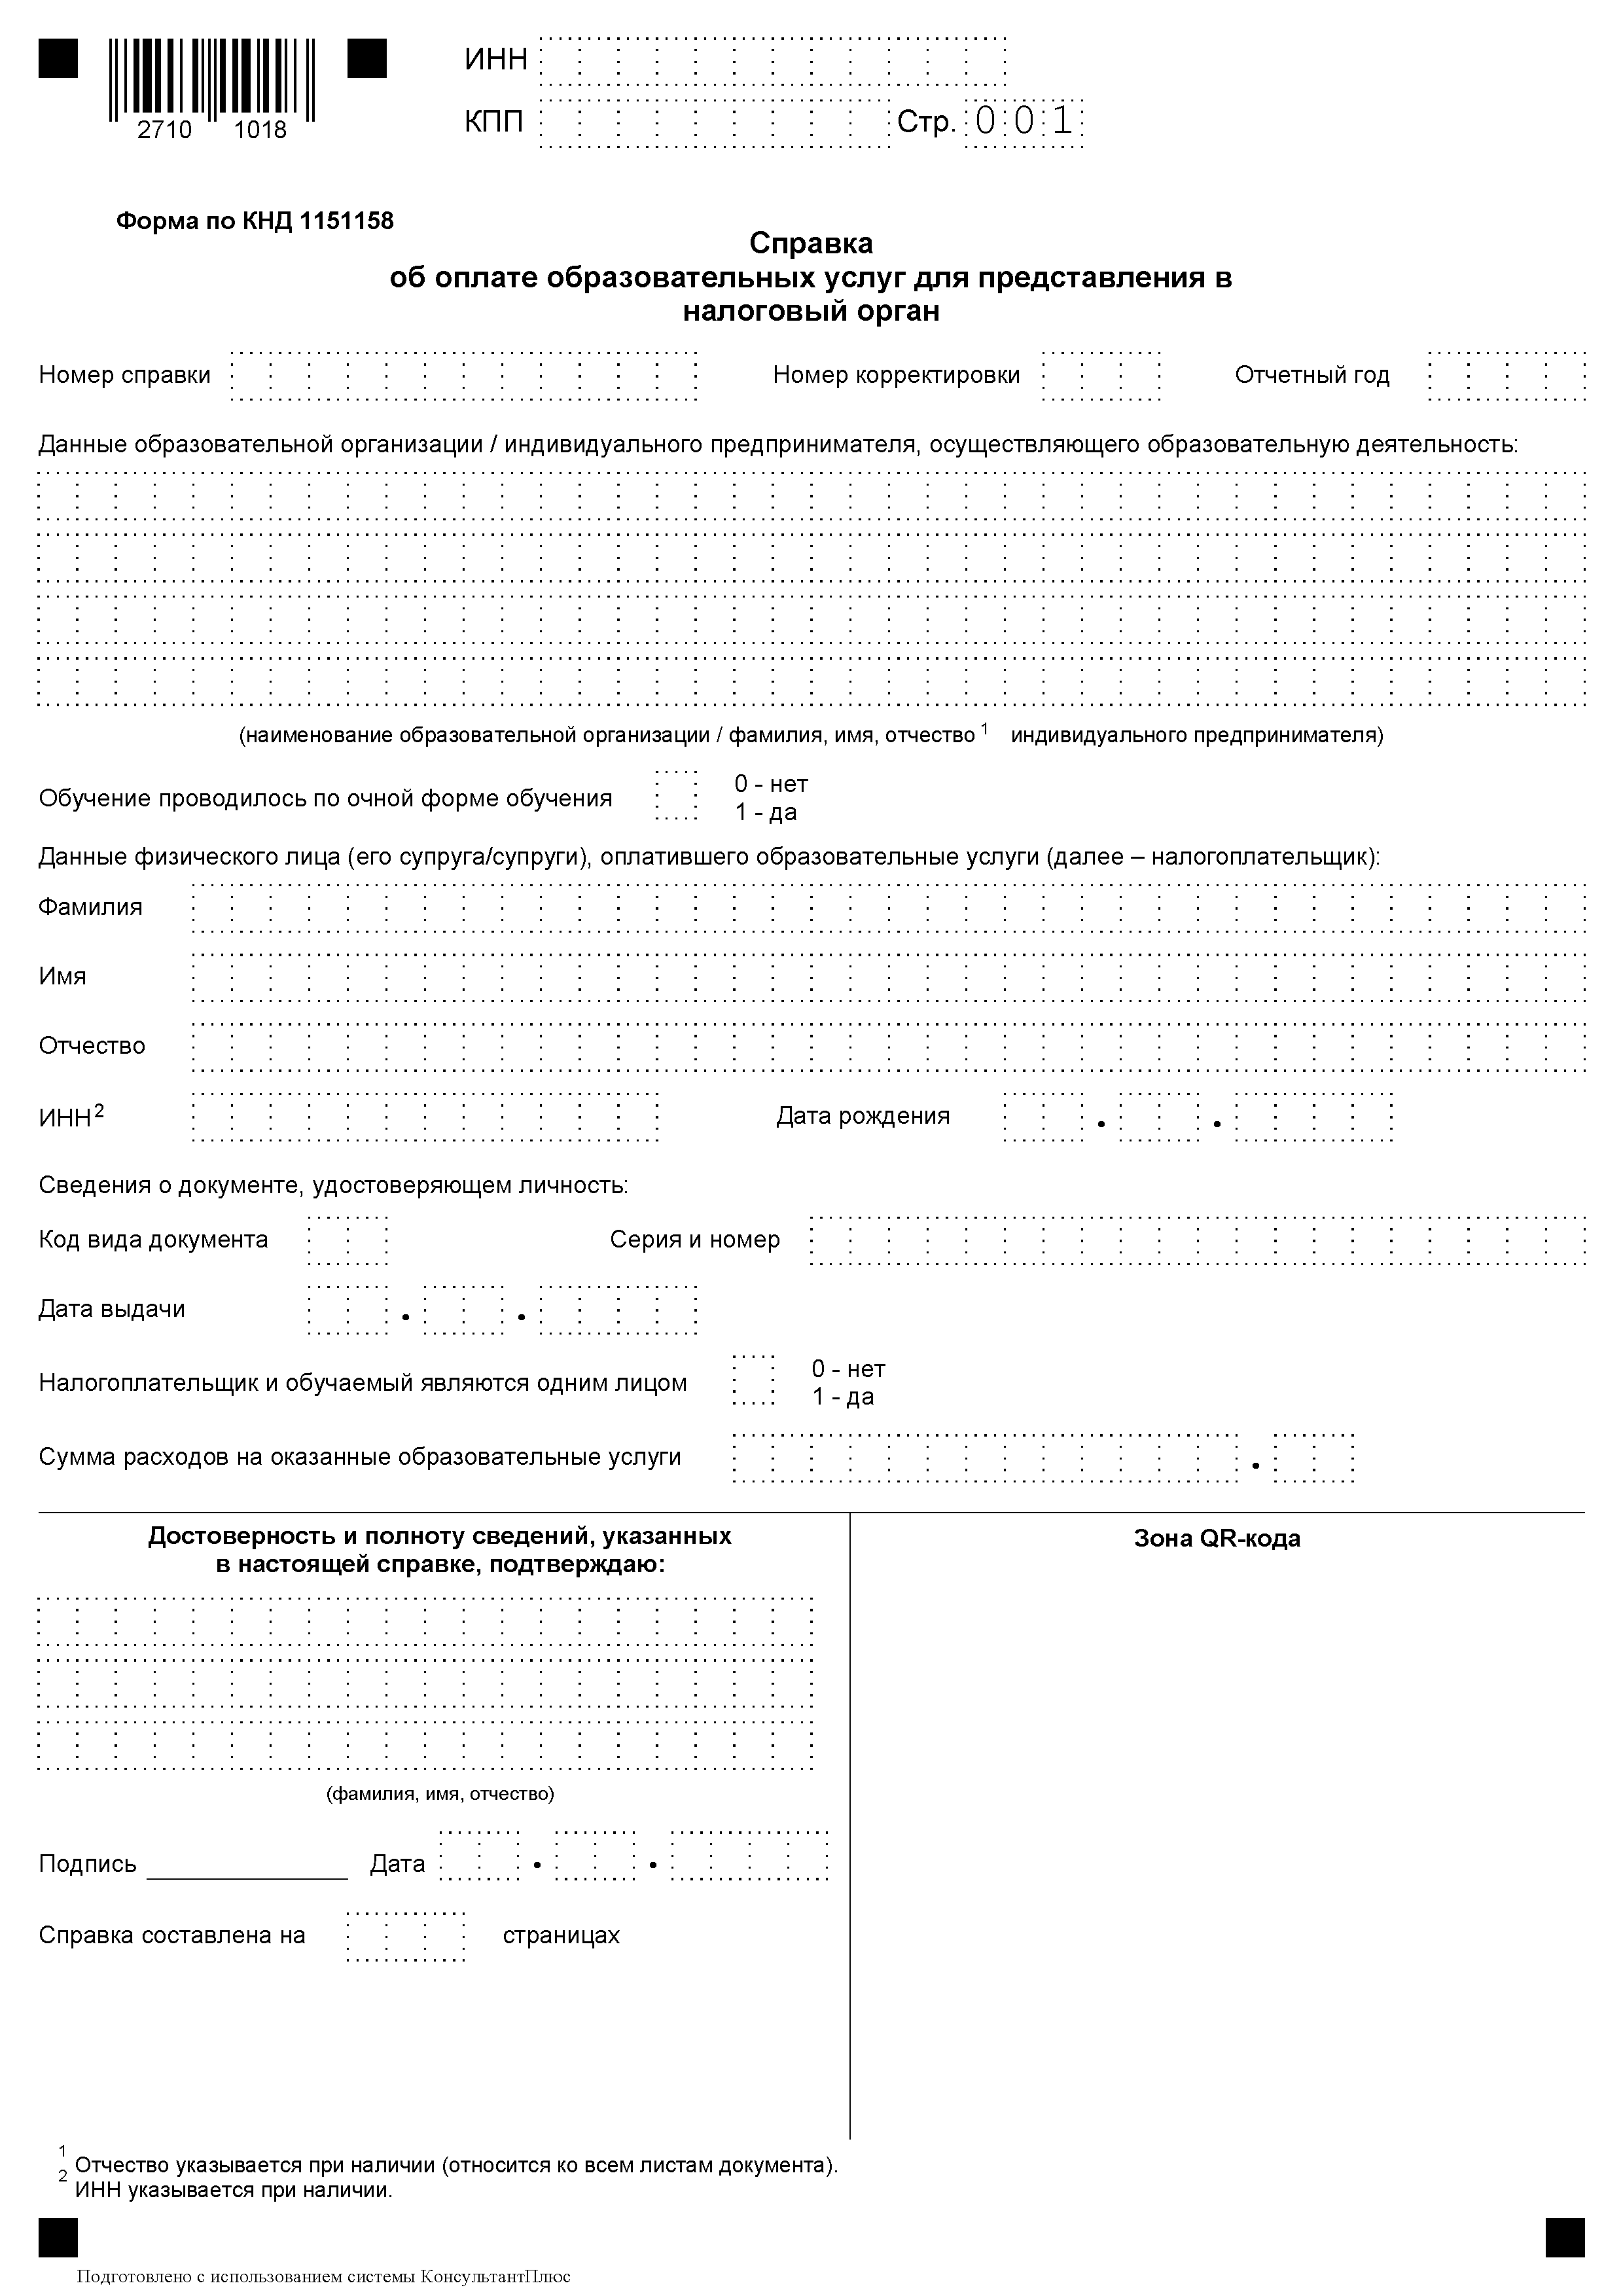 ИНН
КПП Стр. 001
2710 1018
Форма по КНД 1151158
Справка
об оплате образовательных услуг для представления в
налоговый орган
Номер справки Номер корректировки Отчетный год
Данные образовательной организации / индивидуального предпринимателя, осуществляющего образовательную деятельность:
(наименование образовательной организации / фамилия, имя, отчество 1 индивидуального предпринимателя)
Обучение проводилось по очной форме обучения 0 - нет
1 - да
Данные физического лица (его супруга/супруги), оплатившего образовательные услуги (далее – налогоплательщик):
Фамилия
Имя
Отчество
ИНН 2 Дата рождения . .
Сведения о документе, удостоверяющем личность:
Код вида документа Серия и номер
Дата выдачи . .
Налогоплательщик и обучаемый являются одним лицом 0 - нет
1 - да
Сумма расходов на оказанные образовательные услуги .
Достоверность и полноту сведений, указанных
в настоящей справке, подтверждаю:
(фамилия, имя, отчество)
Подпись Дата . .
Справка составлена на страницах
Зона QR-кода
1 Отчество указывается при наличии (относится ко всем листам документа).
2 ИНН указывается при наличии.
Подготовлено с использованием системы КонсультантПлюс